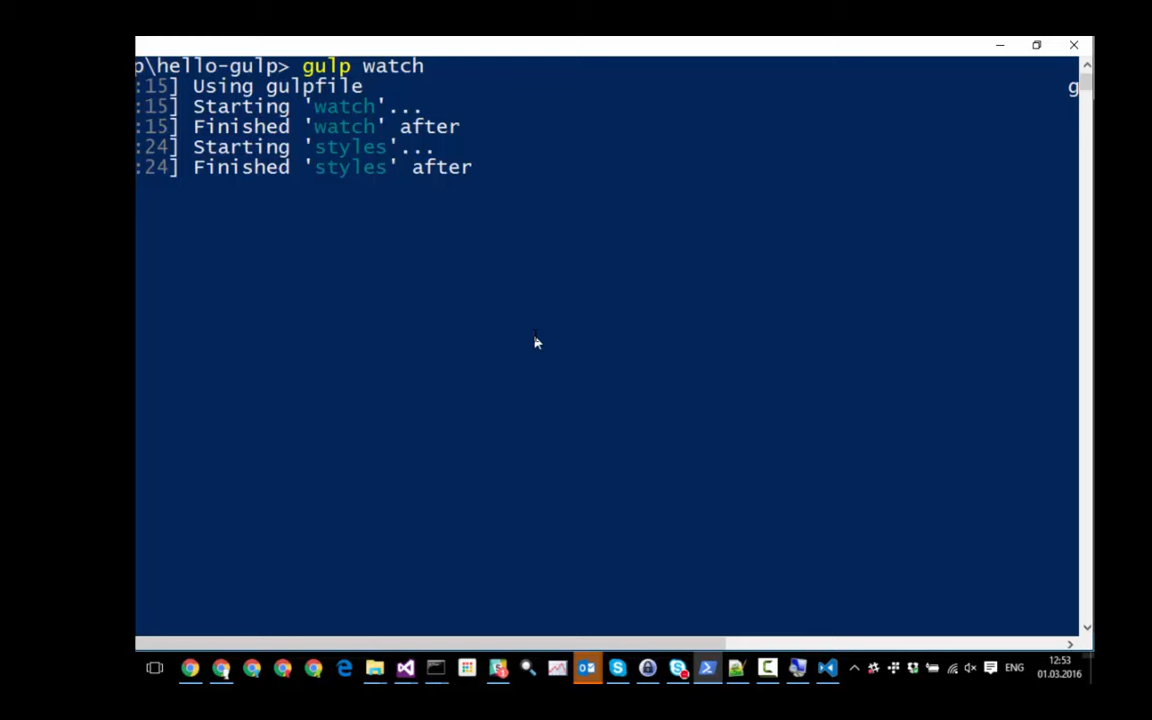 p\hello-gulp> gulp watch
:15] Using gulpfile g
:15] Starting 'watch'...
:15] Finished 'watch' after
:24] Starting 'styles'...
:24] Finished 'styles' after
ENG
12:53
01.03.2016